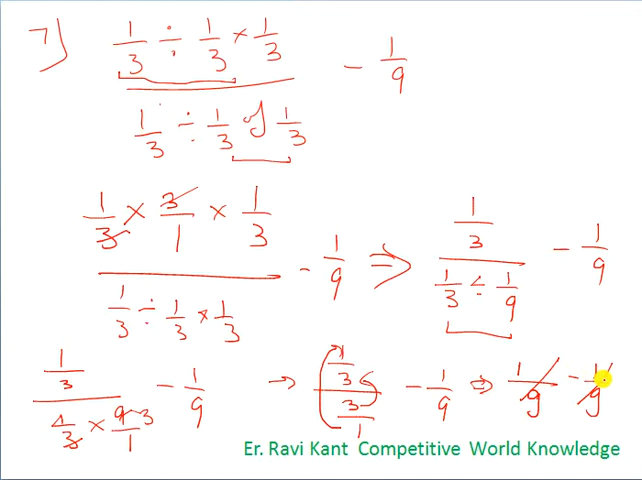 7) (1/3 ÷ 1/3 × 1/3) / (1/3 ÷ 1/3 of 1/3) - 1/9
(1/3 × 3/1 × 1/3) / (1/3 ÷ 1/3 × 1/3) - 1/9 ⇒ (1/3) / (1/3 ÷ 1/9) - 1/9
(1/3) / (1/3 × 9/1) 3 - 1/9 → (1/3) / (3/1) - 1/9 ⇒ 1/9 - 1/9
Er. Ravi Kant Competitive World Knowledge